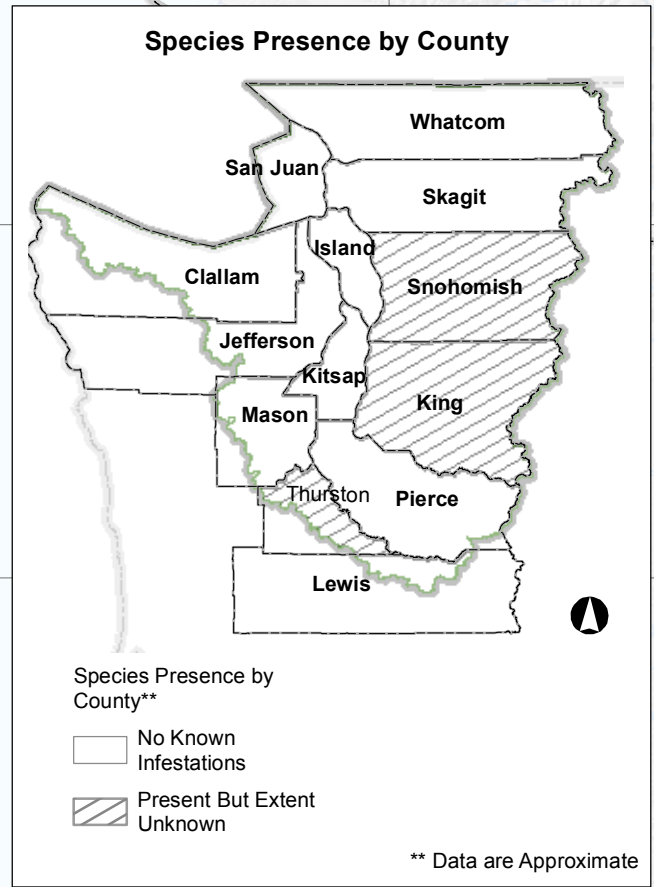 Species Presence by County
Whatcom
San Juan
Skagit
Island
Clallam
Snohomish
Jefferson
Kitsap
King
Mason
Thurston
Pierce
Lewis
Species Presence by
County**
No Known
Infestations
Present But Extent
Unknown
** Data are Approximate